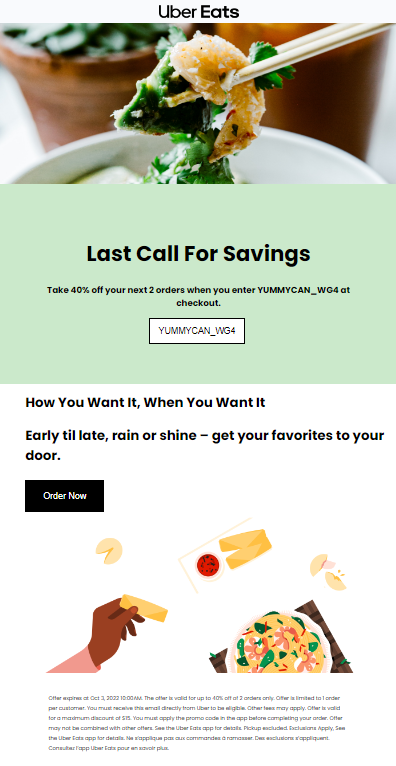 Uber Eats
Last Call For Savings
Take 40% off your next 2 orders when you enter YUMMYCAN_WG4 at
checkout.
YUMMYCAN_WG4
How You Want It, When You Want It
Early til late, rain or shine – get your favorites to your
door.
Order Now
Offer expires at Oct 3, 2022 10:00AM. The offer is valid for up to 40% off of 2 orders only. Offer is limited to 1 order
per customer. You must receive this email directly from Uber to be eligible. Other fees may apply. Offer is valid
for a maximum discount of $15. You must apply the promo code in the app before completing your order. Offer
may not be combined with other offers. See the Uber Eats app for details. Pickup excluded. Exclusions Apply, See
the Uber Eats app for details. Ne s'applique pas aux commandes à ramasser. Des exclusions s'appliquent.
Consultez l'app Uber Eats pour en savoir plus.